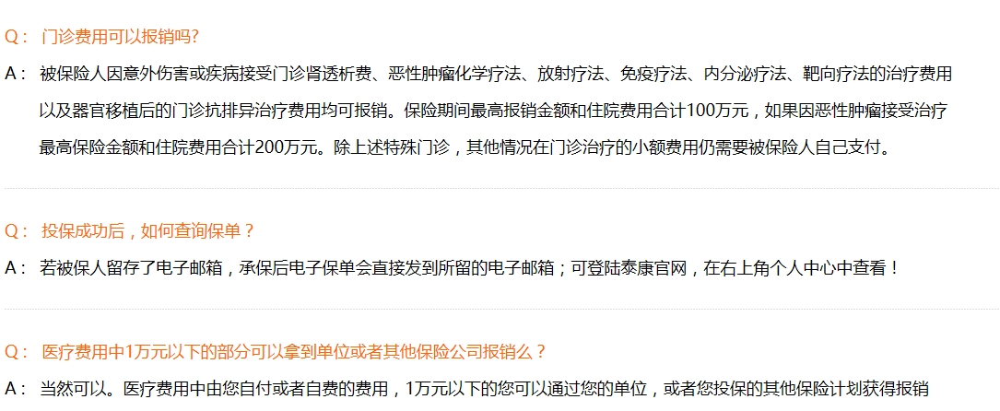 Q： 门诊费用可以报销吗?
A： 被保险人因意外伤害或疾病接受门诊肾透析费、恶性肿瘤化学疗法、放射疗法、免疫疗法、内分泌疗法、靶向疗法的治疗费用
以及器官移植后的门诊抗排异治疗费用均可报销。保险期间最高报销金额和住院费用合计100万元，如果因恶性肿瘤接受治疗
最高保险金额和住院费用合计200万元。除上述特殊门诊，其他情况在门诊治疗的小额费用仍需要被保险人自己支付。
Q： 投保成功后，如何查询保单？
A： 若被保人留存了电子邮箱，承保后电子保单会直接发到所留的电子邮箱；可登陆泰康官网，在右上角个人中心中查看！
Q： 医疗费用中1万元以下的部分可以拿到单位或者其他保险公司报销么？
A： 当然可以。医疗费用中由您自付或者自费的费用，1万元以下的您可以通过您的单位，或者您投保的其他保险计划获得报销